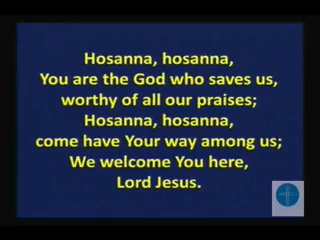 Hosanna, hosanna,
You are the God who saves us,
worthy of all our praises;
Hosanna, hosanna,
come have Your way among us;
We welcome You here,
Lord Jesus.